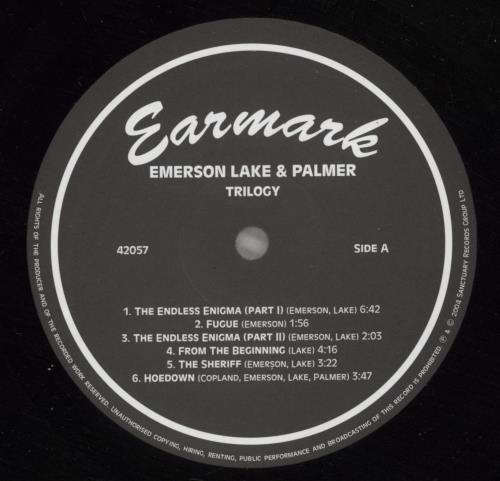 Earmark
EMERSON LAKE & PALMER
TRILOGY
42057
SIDE A
1. THE ENDLESS ENIGMA (PART I) (EMERSON, LAKE) 6:42
2. FUGUE (EMERSON) 1:56
3. THE ENDLESS ENIGMA (PART II) (EMERSON, LAKE) 2:03
4. FROM THE BEGINNING (LAKE) 4:16
5. THE SHERIFF (EMERSON, LAKE) 3:22
6. HOEDOWN (COPLAND, EMERSON, LAKE, PALMER) 3:47
ALL RIGHTS OF THE PRODUCER AND OF THE RECORDED WORK RESERVED. UNAUTHORISED COPYING, HIRING, RENTING, PUBLIC PERFORMANCE AND BROADCASTING OF THIS RECORD IS PROHIBITED. ℗ & © 2004 SANCTUARY RECORDS GROUP LTD